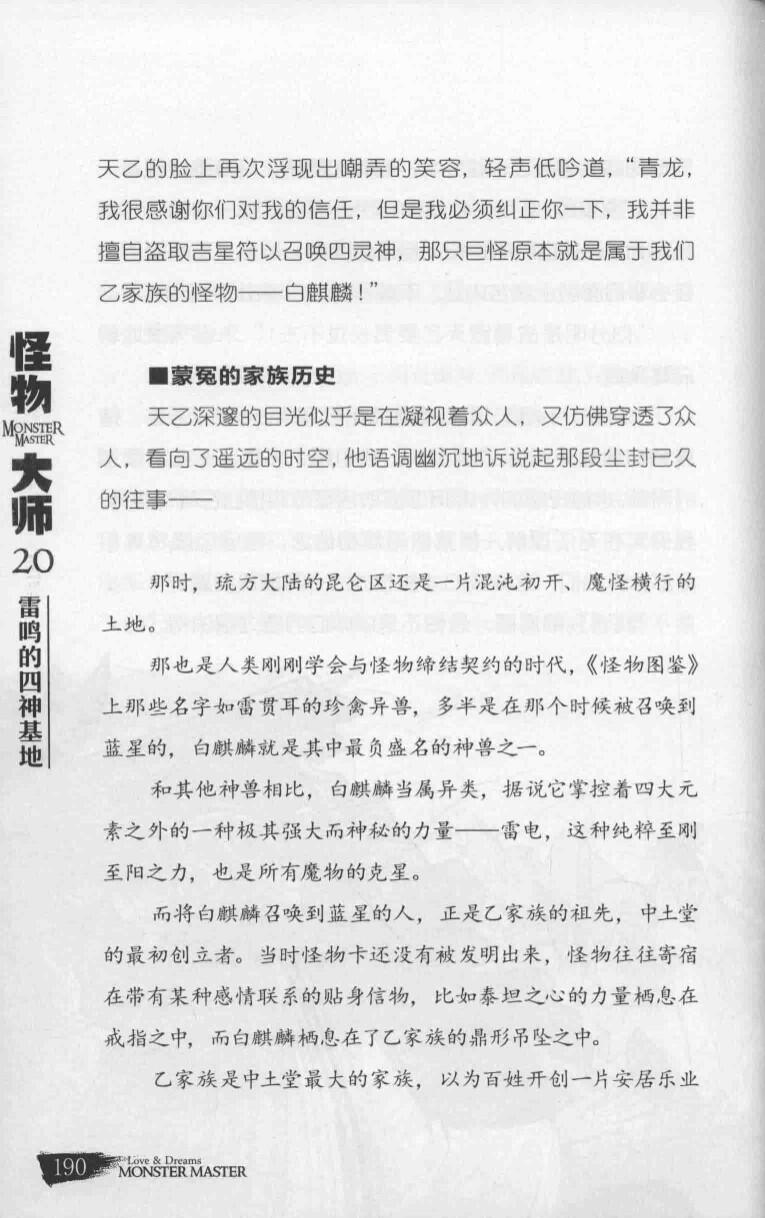 天乙的脸上再次浮现出嘲弄的笑容，轻声低吟道，“青龙，
我很感谢你们对我的信任，但是我必须纠正你一下，我并非
擅自盗取吉星符以召唤四灵神，那只巨怪原本就是属于我们
乙家族的怪物——白麒麟！”
■蒙冤的家族历史
天乙深邃的目光似乎是在凝视着众人，又仿佛穿透了众
人，看向了遥远的时空，他语调幽沉地诉说起那段尘封已久
的往事——
那时，琉方大陆的昆仑区还是一片混沌初开、魔怪横行的
土地。
那也是人类刚刚学会与怪物缔结契约的时代，《怪物图鉴》
上那些名字如雷贯耳的珍禽异兽，多半是在那个时候被召唤到
蓝星的，白麒麟就是其中最负盛名的神兽之一。
和其他神兽相比，白麒麟当属异类，据说它掌控着四大元
素之外的一种极其强大而神秘的力量——雷电，这种纯粹至刚
至阳之力，也是所有魔物的克星。
而将白麒麟召唤到蓝星的人，正是乙家族的祖先，中土堂
的最初创立者。当时怪物卡还没有被发明出来，怪物往往寄宿
在带有某种感情联系的贴身信物，比如泰坦之心的力量栖息在
戒指之中，而白麒麟栖息在了乙家族的鼎形吊坠之中。
乙家族是中土堂最大的家族，以为百姓开创一片安居乐业
怪物
MONSTER
MASTER
大师
20
雷鸣的四神基地
190
Love & Dreams
MONSTER MASTER